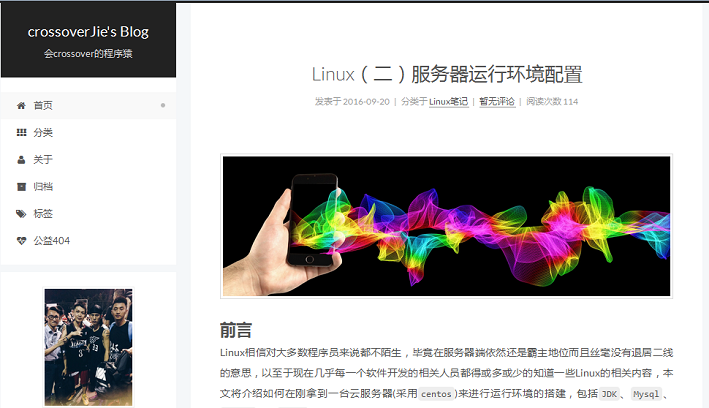 crossoverJie's Blog
会crossover的程序猿
首页
分类
关于
归档
标签
公益404
Linux（二）服务器运行环境配置
发表于 2016-09-20 | 分类于 Linux笔记 | 暂无评论 | 阅读次数 114
前言
Linux相信对大多数程序员来说都不陌生，毕竟在服务器端依然还是霸主地位而且丝毫没有退居二线
的意思，以至于现在几乎每一个软件开发的相关人员都得或多或少的知道一些Linux的相关内容，本
文将介绍如何在刚拿到一台云服务器(采用centos)来进行运行环境的搭建，包括JDK、Mysql、